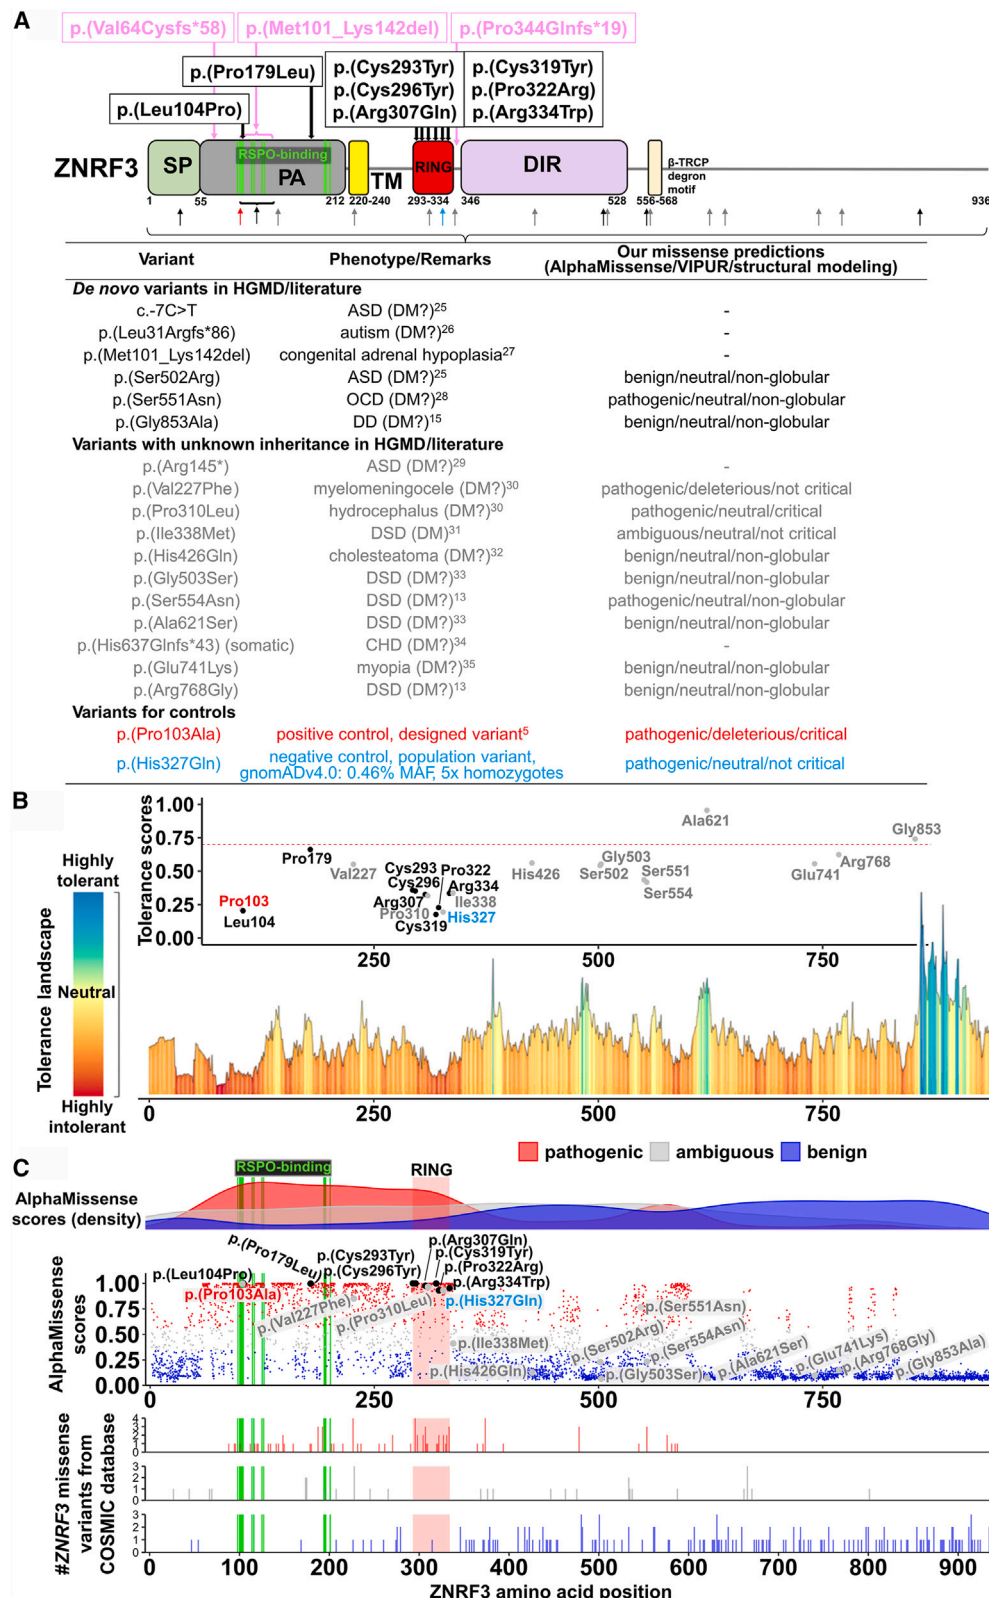 A
p.(Val64Cysfs*58)
p.(Met101_Lys142del)
p.(Pro344Glnfs*19)
p.(Pro179Leu)
p.(Leu104Pro)
p.(Cys293Tyr)
p.(Cys296Tyr)
p.(Arg307Gln)
p.(Cys319Tyr)
p.(Pro322Arg)
p.(Arg334Trp)
ZNRF3
SP
RSPO-binding
PA
TM
RING
DIR
β-TRCP
degron
motif
1 55 212 220-240 293-334 346 528 556-568 936
Variant Phenotype/Remarks Our missense predictions
(AlphaMissense/VIPUR/structural modeling)
De novo variants in HGMD/literature
c.-7C>T ASD (DM?)25 -
p.(Leu31Argfs*86) autism (DM?)26 -
p.(Met101_Lys142del) congenital adrenal hypoplasia27 -
p.(Ser502Arg) ASD (DM?)25 benign/neutral/non-globular
p.(Ser551Asn) OCD (DM?)28 pathogenic/neutral/non-globular
p.(Gly853Ala) DD (DM?)15 benign/neutral/non-globular
Variants with unknown inheritance in HGMD/literature
p.(Arg145*) ASD (DM?)29 -
p.(Val227Phe) myelomeningocele (DM?)30 pathogenic/deleterious/not critical
p.(Pro310Leu) hydrocephalus (DM?)30 pathogenic/neutral/critical
p.(Ile338Met) DSD (DM)31 ambiguous/neutral/not critical
p.(His426Gln) cholesteatoma (DM?)32 benign/neutral/non-globular
p.(Gly503Ser) DSD (DM?)33 benign/neutral/non-globular
p.(Ser554Asn) DSD (DM?)13 pathogenic/neutral/non-globular
p.(Ala621Ser) DSD (DM?)33 benign/neutral/non-globular
p.(His637Glnfs*43) (somatic) CHD (DM?)34 -
p.(Glu741Lys) myopia (DM?)35 benign/neutral/non-globular
p.(Arg768Gly) DSD (DM?)13 benign/neutral/non-globular
Variants for controls
p.(Pro103Ala) positive control, designed variant5 pathogenic/deleterious/critical
p.(His327Gln) negative control, population variant,
gnomADv4.0: 0.46% MAF, 5x homozygotes pathogenic/neutral/not critical
B
Tolerance landscape
Highly
tolerant
Neutral
Highly
intolerant
Tolerance scores
1.00
0.75
0.50
0.25
0.00
Ala621
Gly853
Pro179
Val227
Cys293
Cys296
Pro322
Arg334
Arg307
Ile338
Pro310
His327
Cys319
Pro103
Leu104
His426
Gly503
Ser502
Ser551
Ser554
Glu741
Arg768
250 500 750
0 250 500 750
pathogenic ambiguous benign
C
RSPO-binding
RING
AlphaMissense
scores (density)
AlphaMissense
scores
1.00
0.75
0.50
0.25
0.00
p.(Leu104Pro)
p.(Pro103Ala)
p.(Pro179Leu)
p.(Cys293Tyr)
p.(Cys296Tyr)
p.(Arg307Gln)
p.(Cys319Tyr)
p.(Pro322Arg)
p.(Arg334Trp)
p.(His327Gln)
p.(Val227Phe)
p.(Pro310Leu)
p.(Ile338Met)
p.(His426Gln)
p.(Ser502Arg)
p.(Gly503Ser)
p.(Ser551Asn)
p.(Ser554Asn)
p.(Ala621Ser)
p.(Glu741Lys)
p.(Arg768Gly)
p.(Gly853Ala)
0 250 500 750
#ZNRF3 missense
variants from
COSMIC database
4
3
2
1
0
3
2
1
0
3
2
1
0
0 100 200 300 400 500 600 700 800 900
ZNRF3 amino acid position